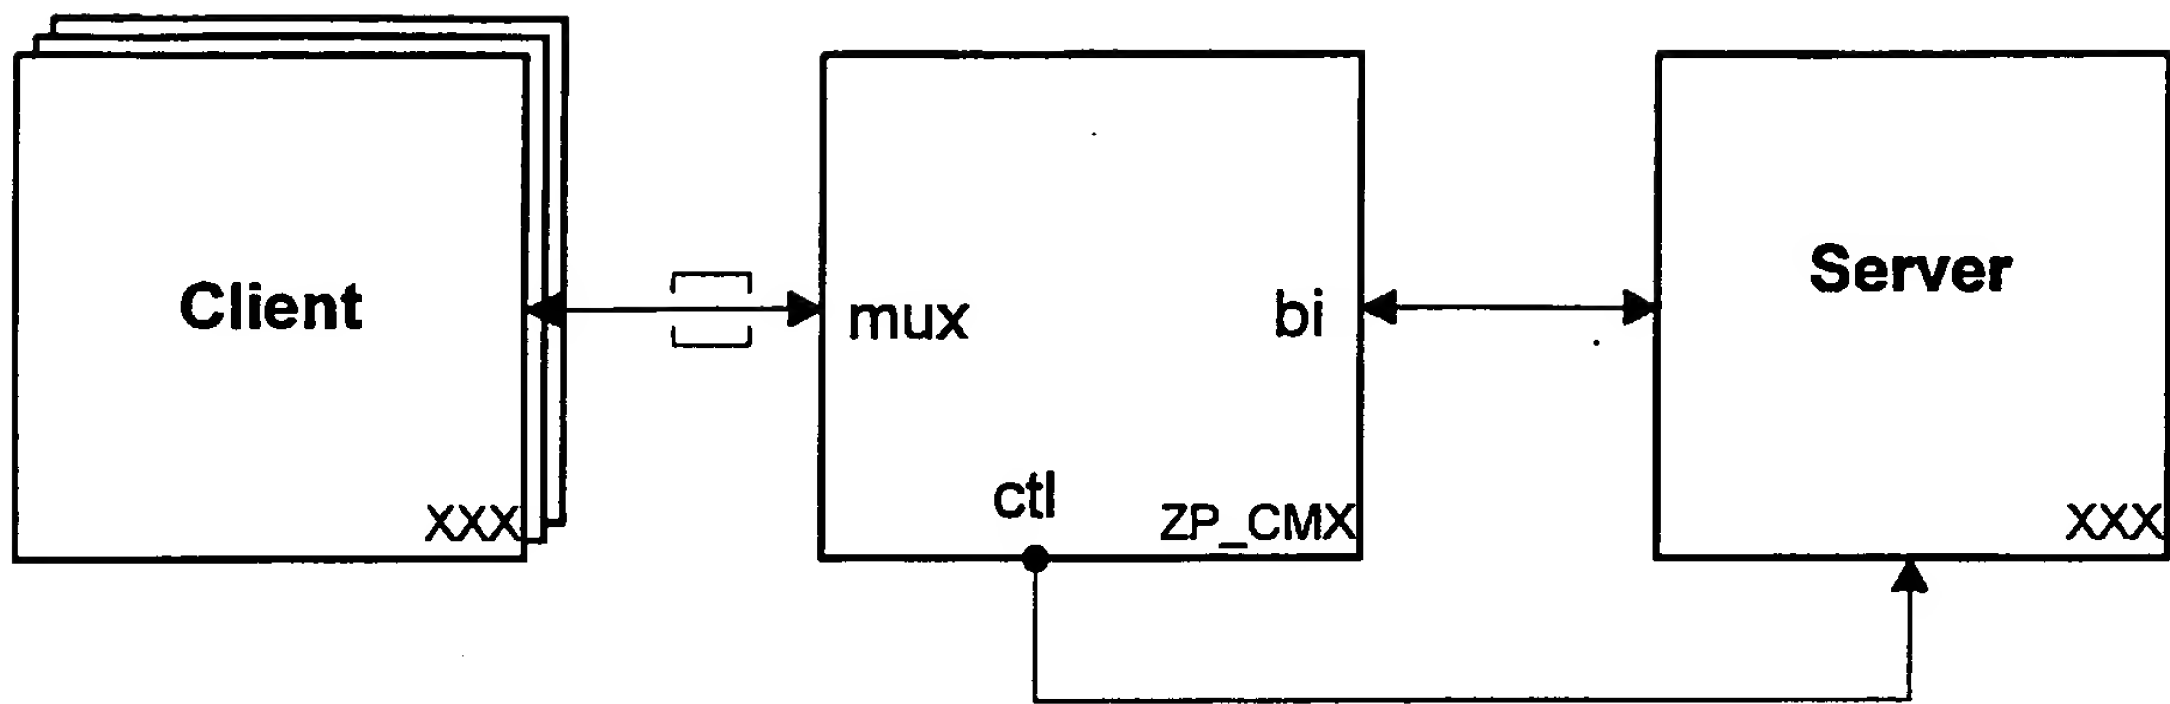 Client
XXX
mux
bi
ctl
ZP_CMX
Server
XXX